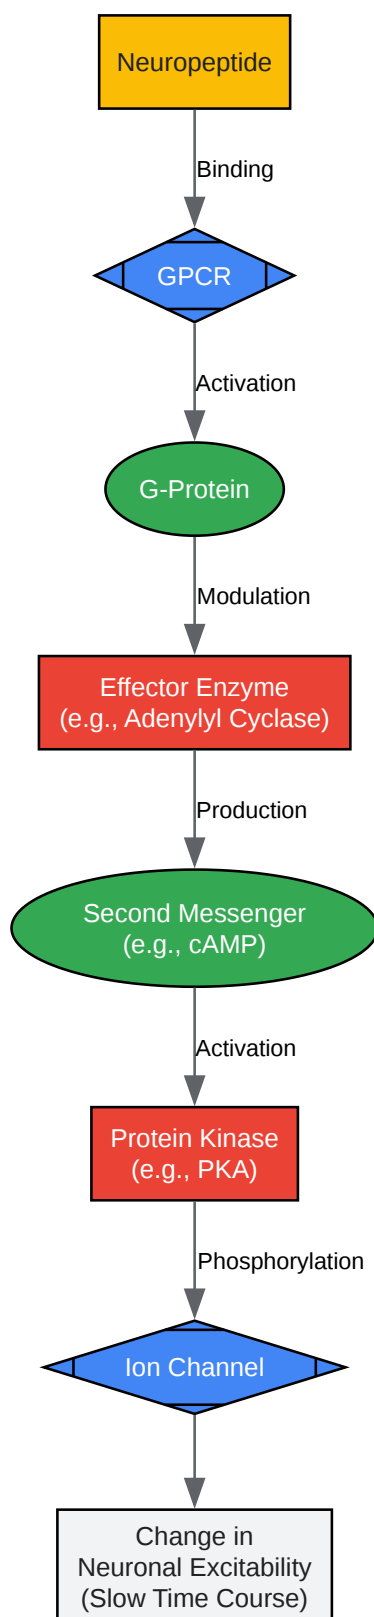 Neuropeptide
Binding
GPCR
Activation
G-Protein
Modulation
Effector Enzyme
(e.g., Adenylyl Cyclase)
Production
Second Messenger
(e.g., cAMP)
Activation
Protein Kinase
(e.g., PKA)
Phosphorylation
Ion Channel
Change in
Neuronal Excitability
(Slow Time Course)